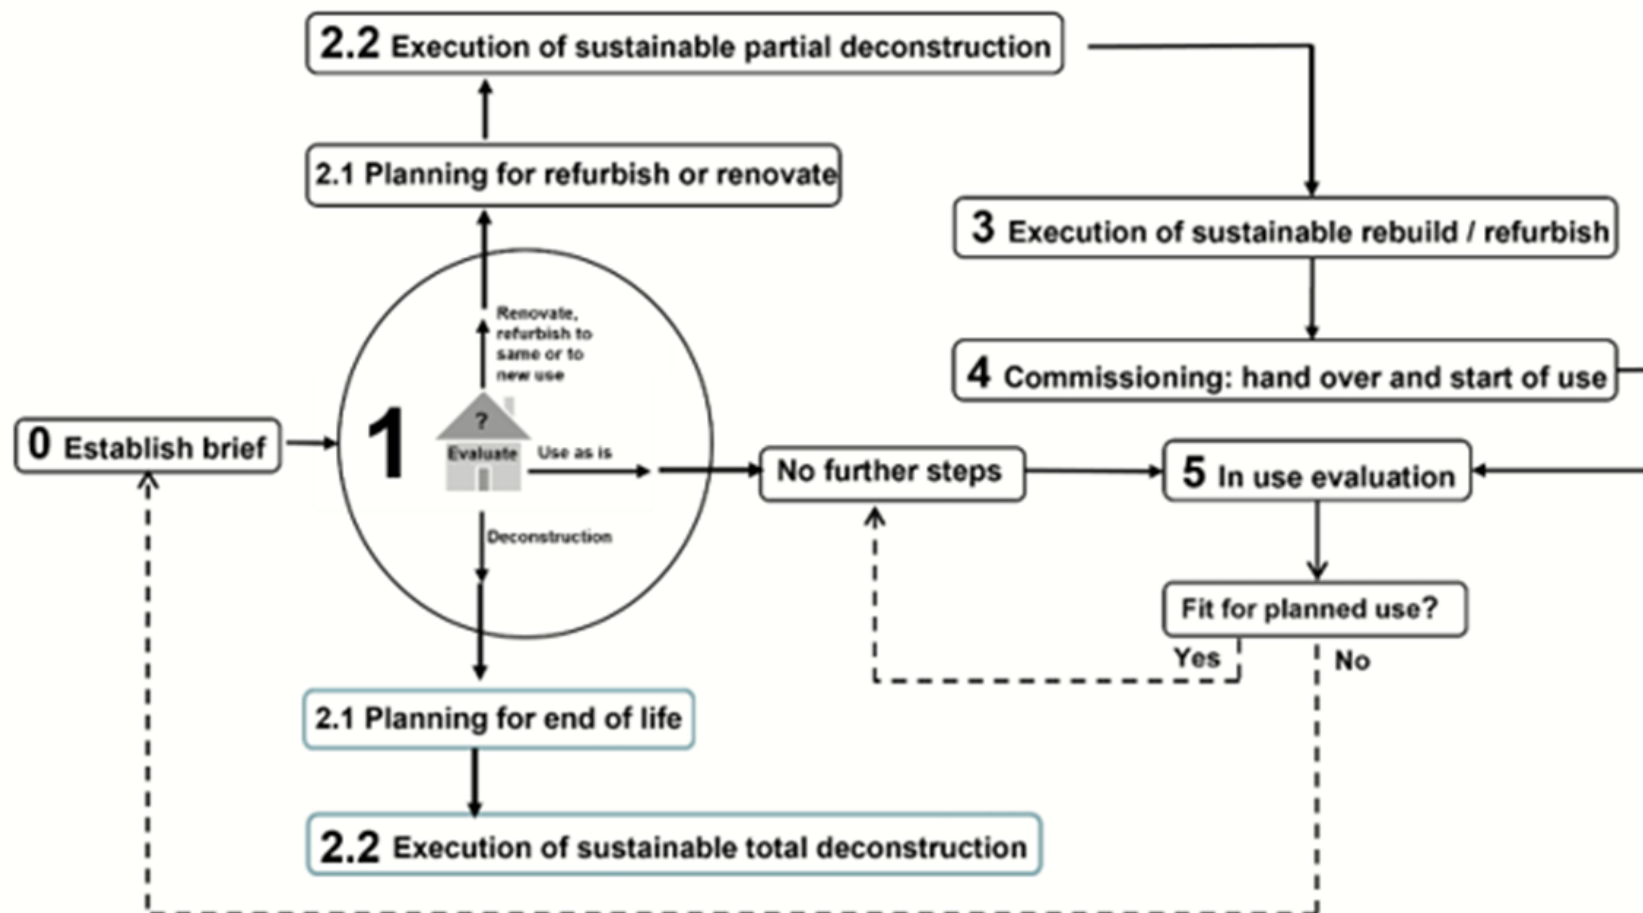 2.2 Execution of sustainable partial deconstruction
2.1 Planning for refurbish or renovate
3 Execution of sustainable rebuild / refurbish
Renovate,
refurbish to
same or to
new use
4 Commissioning: hand over and start of use
1
?
0 Establish brief
Evaluate
Use as is
No further steps
5 In use evaluation
Deconstruction
Fit for planned use?
Yes
No
2.1 Planning for end of life
2.2 Execution of sustainable total deconstruction